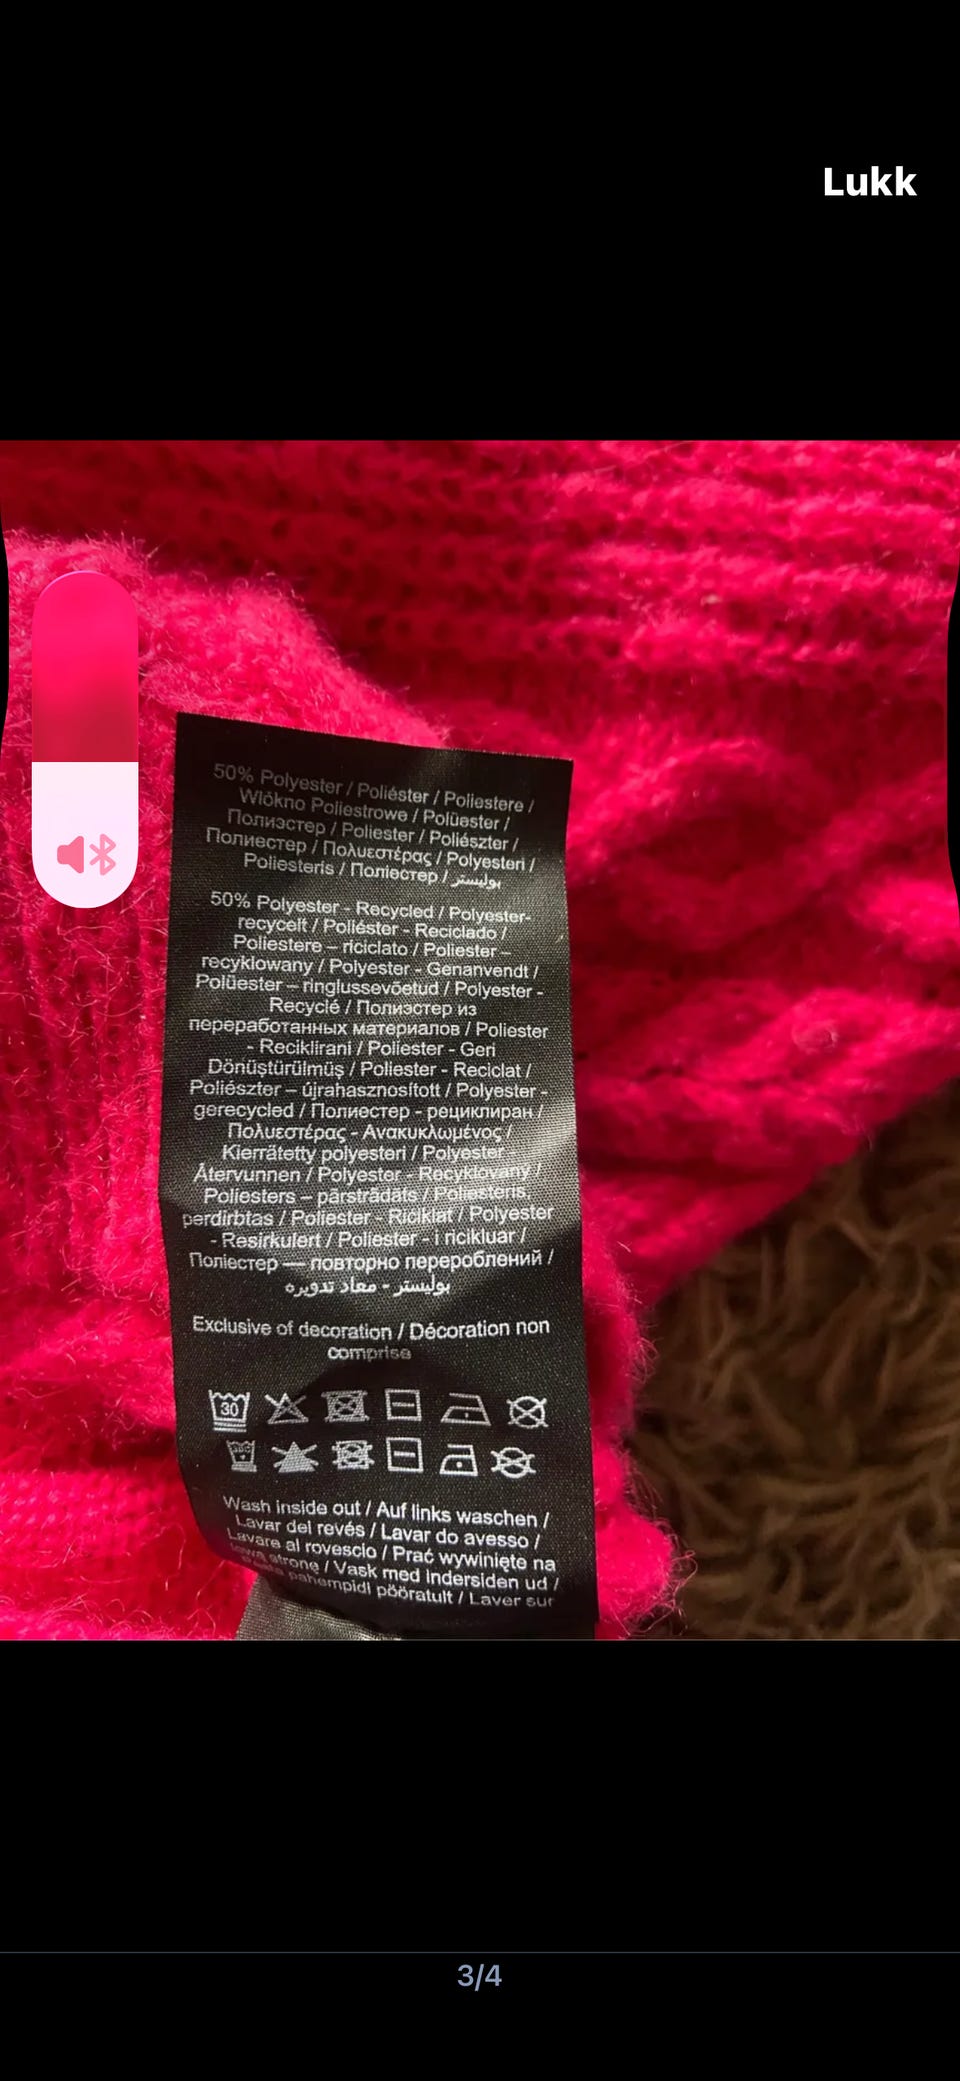 Lukk
50% Polyester / Poliéster / Poliestere /
Włókno Poliestrowe / Polüester /
Полиэстер / Poliester / Poliészter /
Полиестер / Πολυεστέρας / Polyesteri /
Poliesteris / Поліестер / بوليستر
50% Polyester - Recycled / Polyester-
recycelt / Poliéster - Reciclado /
Poliestere – riciclato / Poliester –
recyklowany / Polyester - Genanvendt /
Polüester – ringlussevõetud / Polyester -
Recyclé / Полиэстер из
переработанных материалов / Poliester
- Reciklirani / Poliester - Geri
Dönüştürülmüş / Poliester - Reciclat /
Poliészter – újrahasznosított / Polyester -
gerecycled / Полиестер - рециклиран /
Πολυεστέρας - Ανακυκλωμένος /
Kierrätetty polyesteri / Polyester
Återvunnen / Polyester - Recyklovaný /
Poliesters – pārstrādāts / Poliesteris,
perdirbtas / Poliester - Riciklat / Polyester
- Resirkulert / Poliester - i ricikluar /
Поліестер — повторно перероблений /
بوليستر - معاد تدويره
Exclusive of decoration / Décoration non
comprise
30
Wash inside out / Auf links waschen /
Lavar del revés / Lavar do avesso /
Lavare al rovescio / Prać wywinięte na
lewą stronę / Vask med indersiden ud /
pahempidi pööratult / Laver sur
3/4